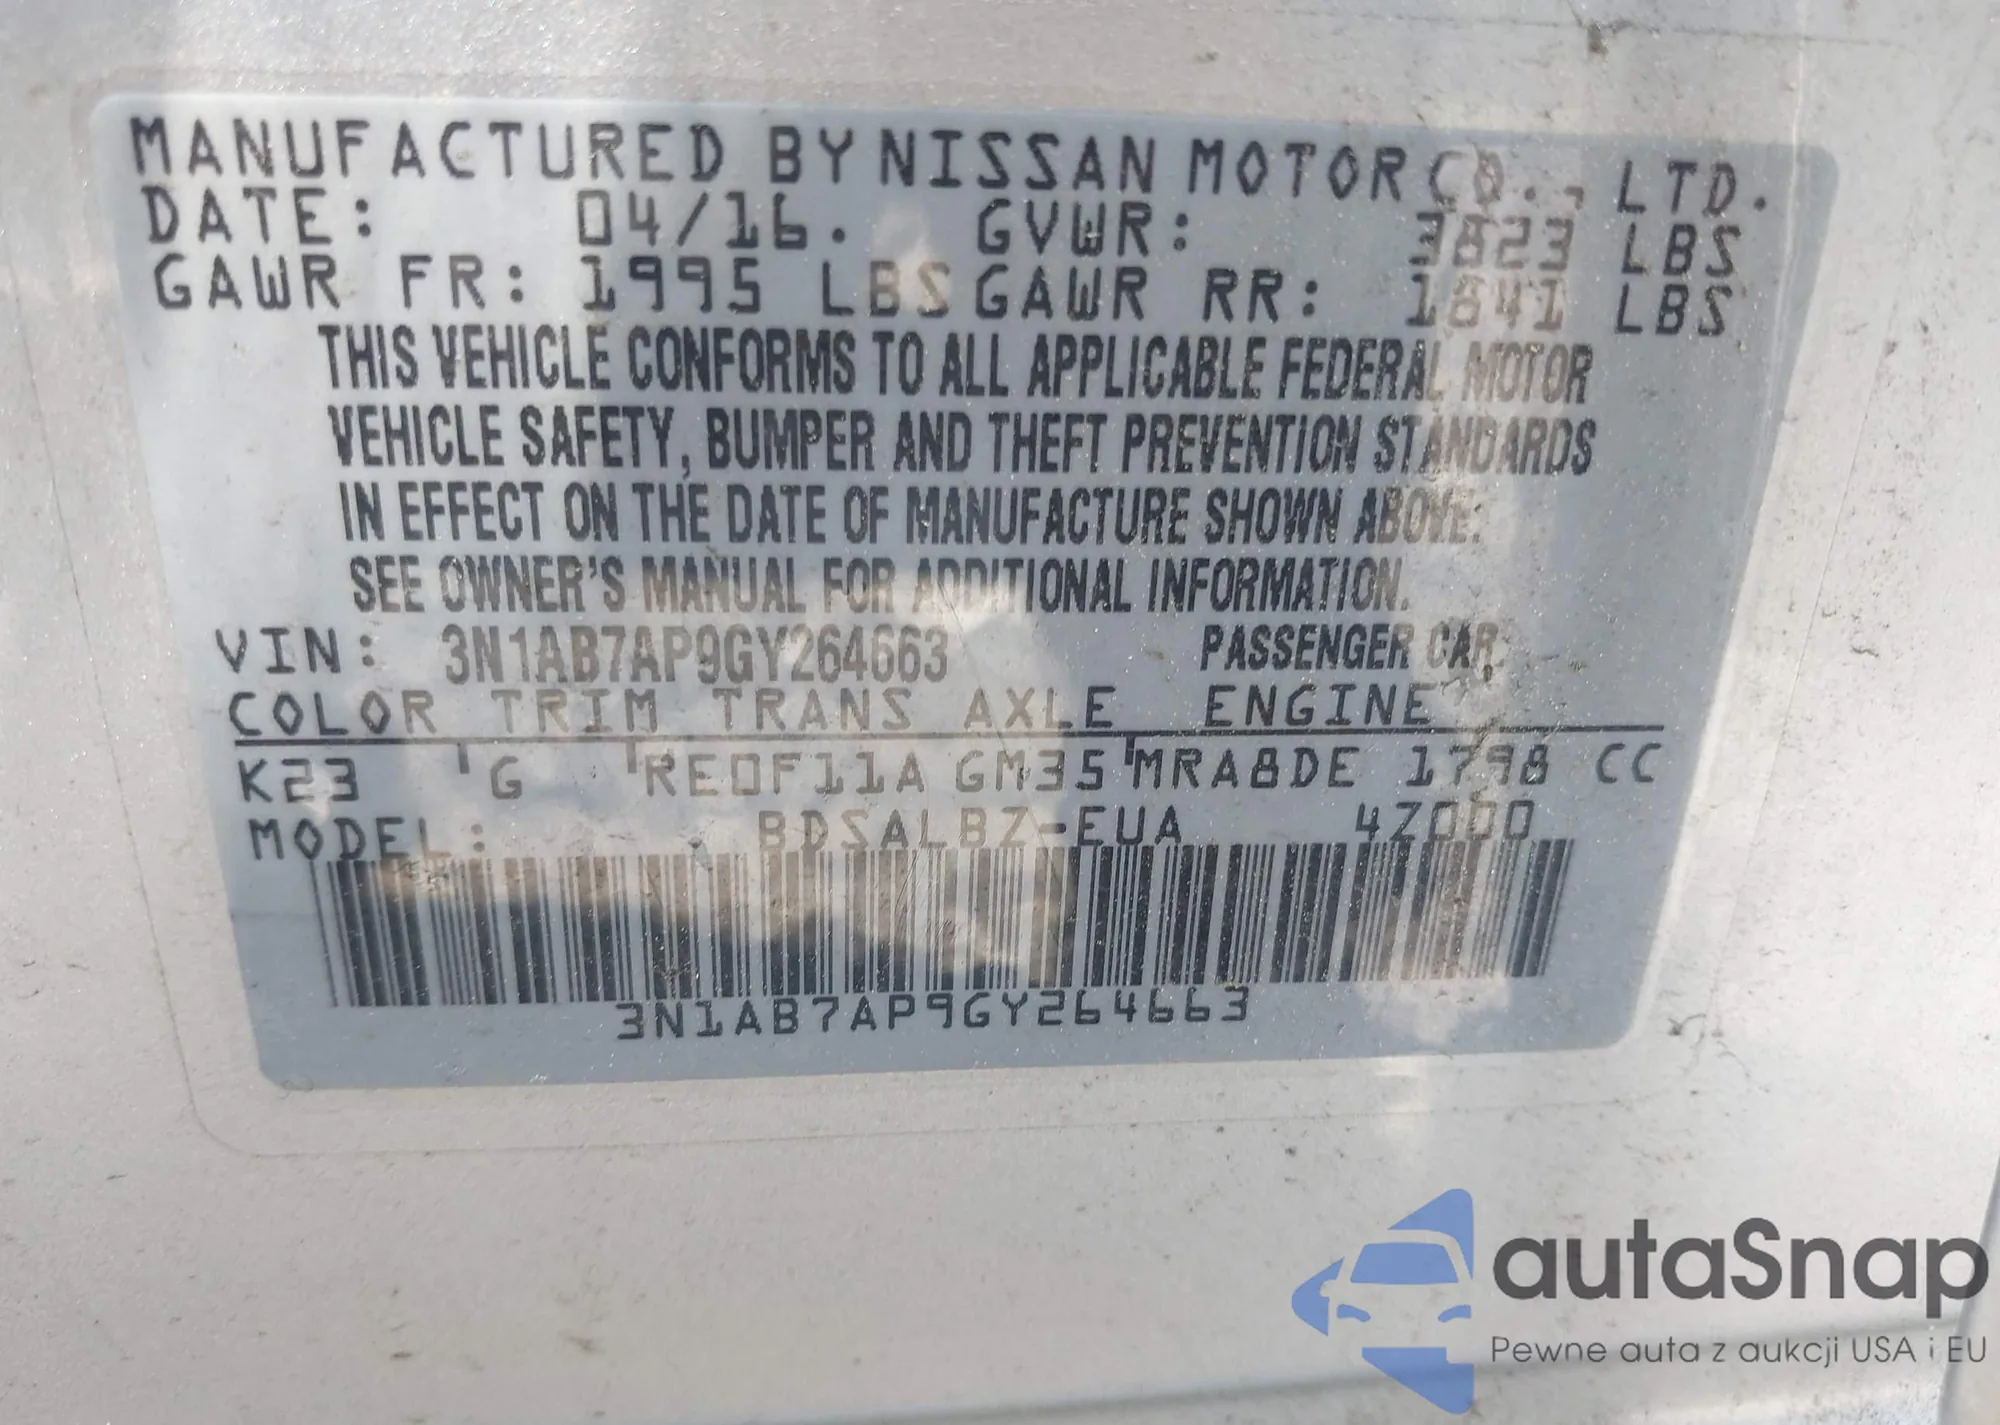 MANUFACTURED BY NISSAN MOTOR CO., LTD.
DATE: 04/16. GVWR: 3823 LBS
GAWR FR: 1995 LBS GAWR RR: 1841 LBS
THIS VEHICLE CONFORMS TO ALL APPLICABLE FEDERAL MOTOR
VEHICLE SAFETY, BUMPER AND THEFT PREVENTION STANDARDS
IN EFFECT ON THE DATE OF MANUFACTURE SHOWN ABOVE.
SEE OWNER'S MANUAL FOR ADDITIONAL INFORMATION.
VIN: 3N1AB7AP9GY264663 PASSENGER CAR
COLOR TRIM TRANS AXLE ENGINE
K23 G RE0F11A GM35 MRA8DE 1798 CC
MODEL: BDSALBZ-EUA 4Z000
3N1AB7AP9GY264663
autaSnap
Pewne auta z aukcji USA i EU